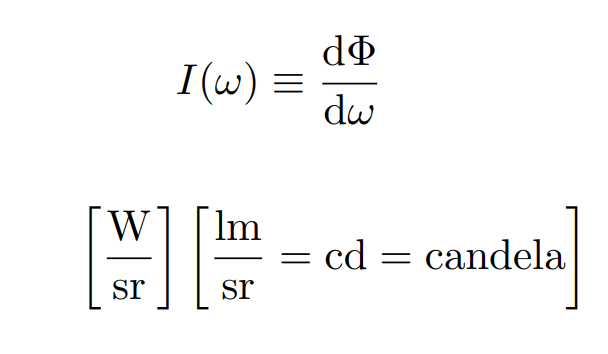 I(ω) ≡ dΦ/dω
[W/sr] [lm/sr = cd = candela]